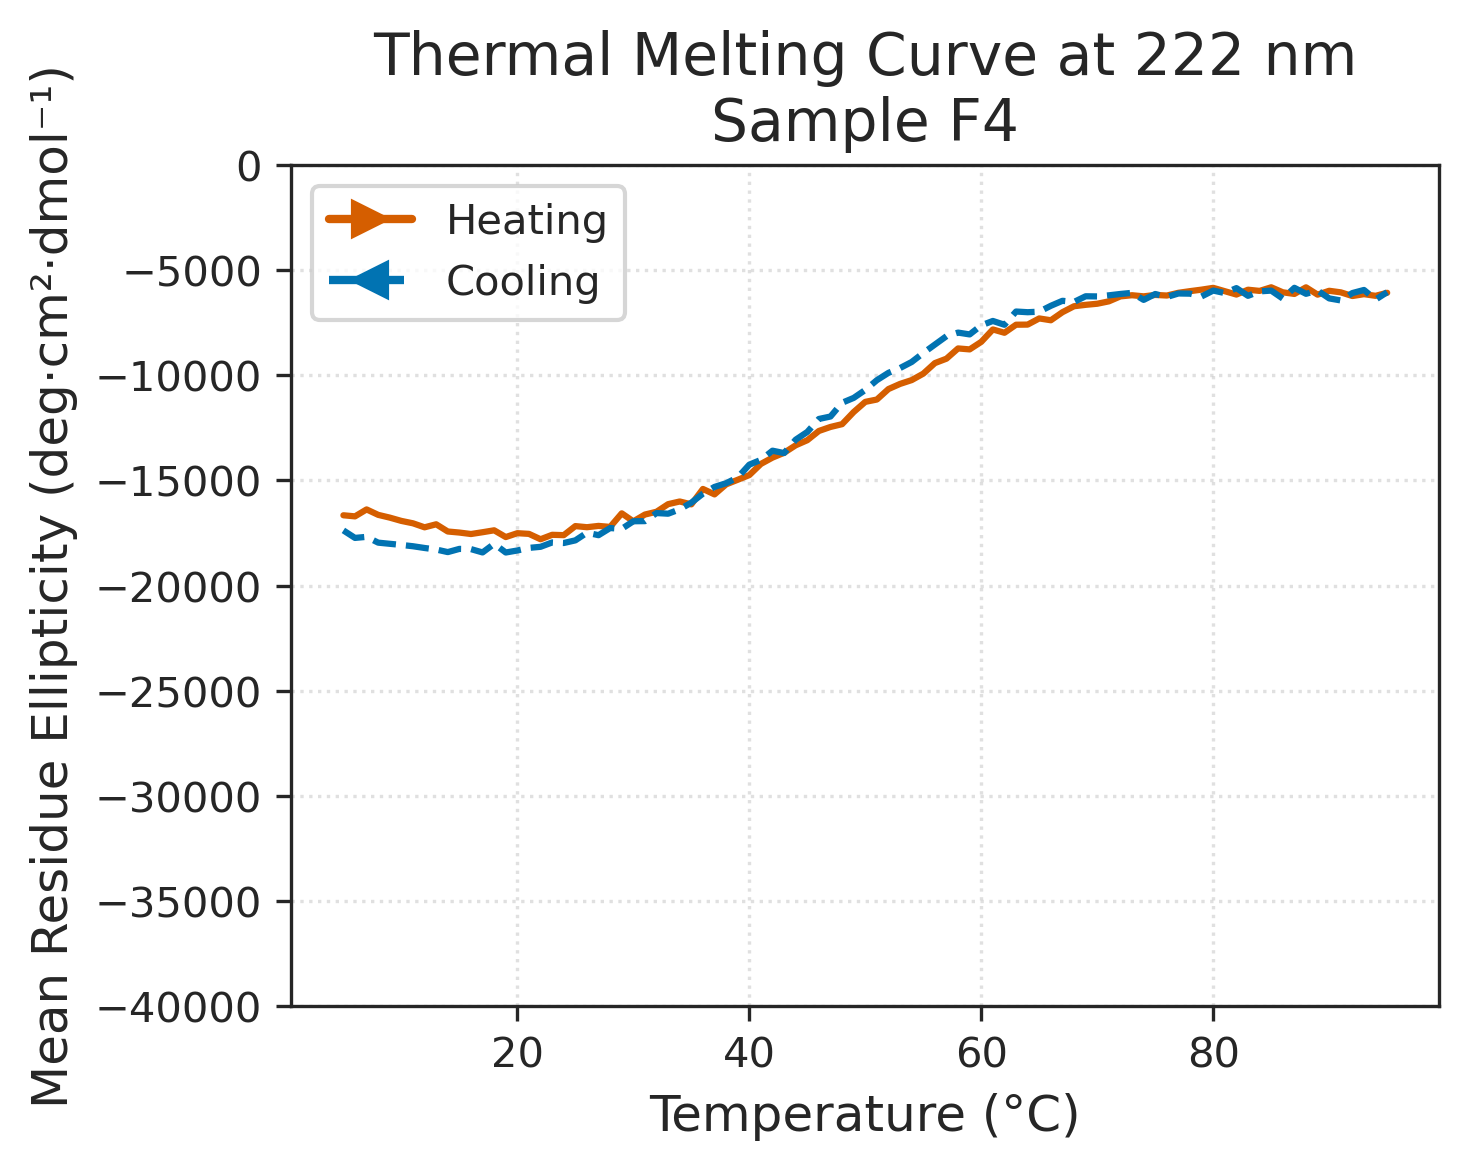 Thermal Melting Curve at 222 nm
Sample F4
Mean Residue Ellipticity (deg·cm²·dmol⁻¹)
0
−5000
−10000
−15000
−20000
−25000
−30000
−35000
−40000
Heating
Cooling
20
40
60
80
Temperature (°C)